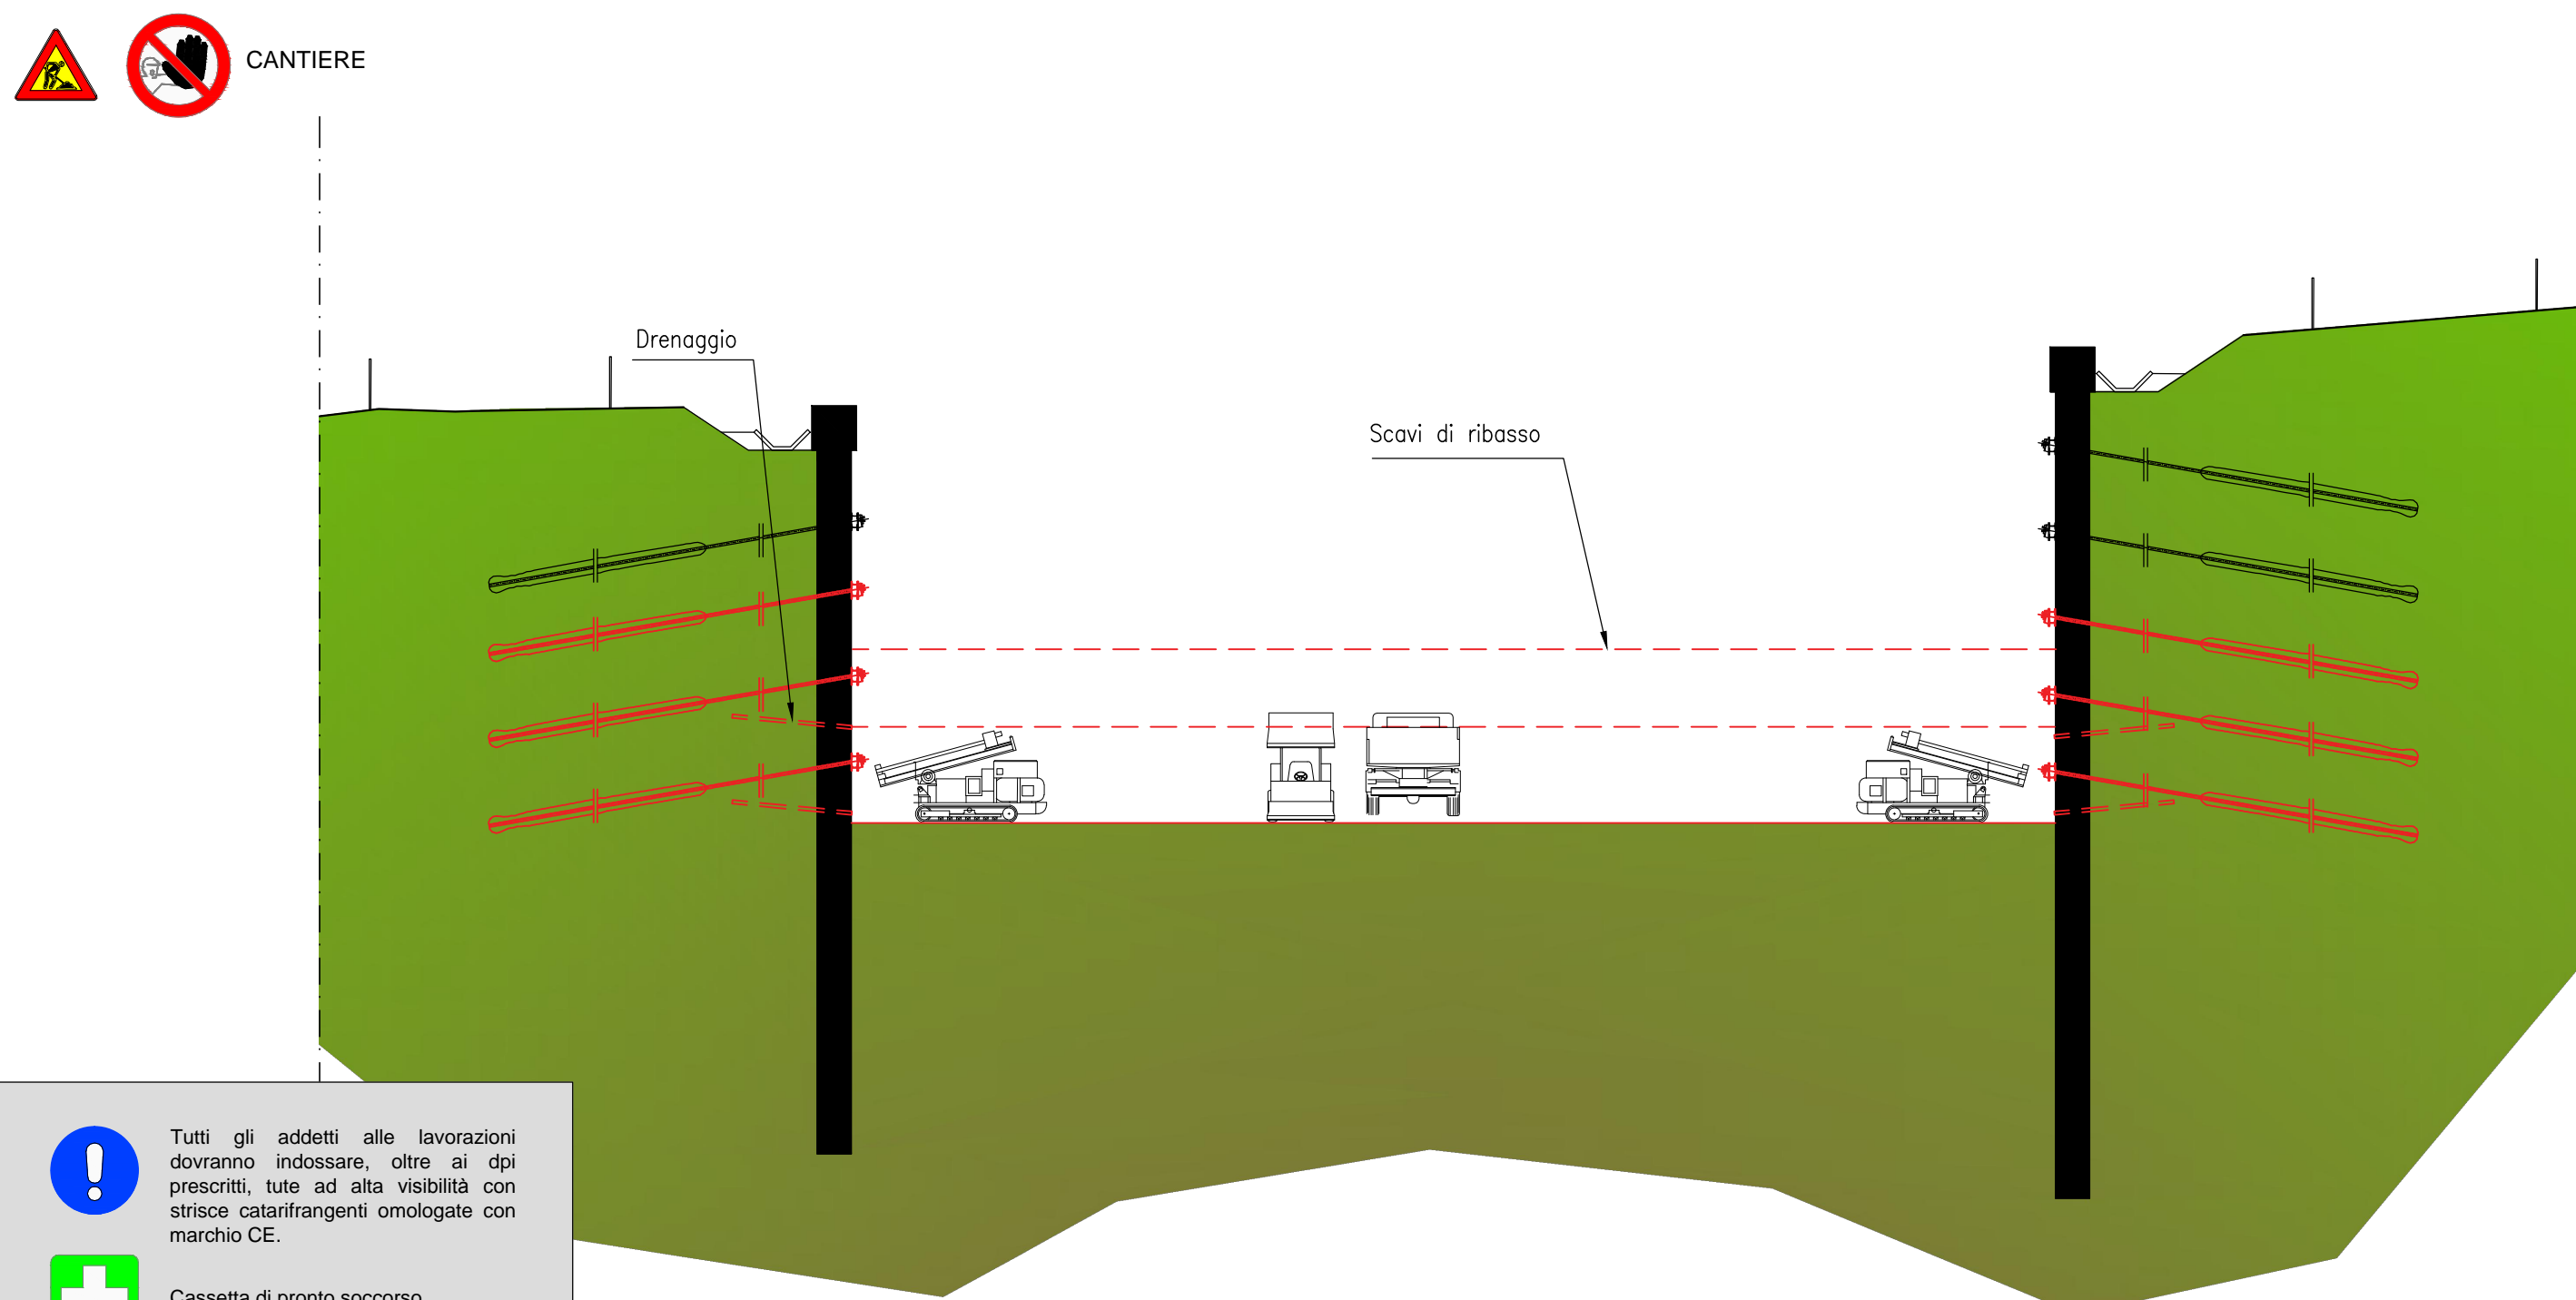 CANTIERE
Drenaggio
Scavi di ribasso
Tutti gli addetti alle lavorazioni
dovranno indossare, oltre ai dpi
prescritti, tute ad alta visibilità con
strisce catarifrangenti omologate con
marchio CE.
Cassetta di pronto soccorso